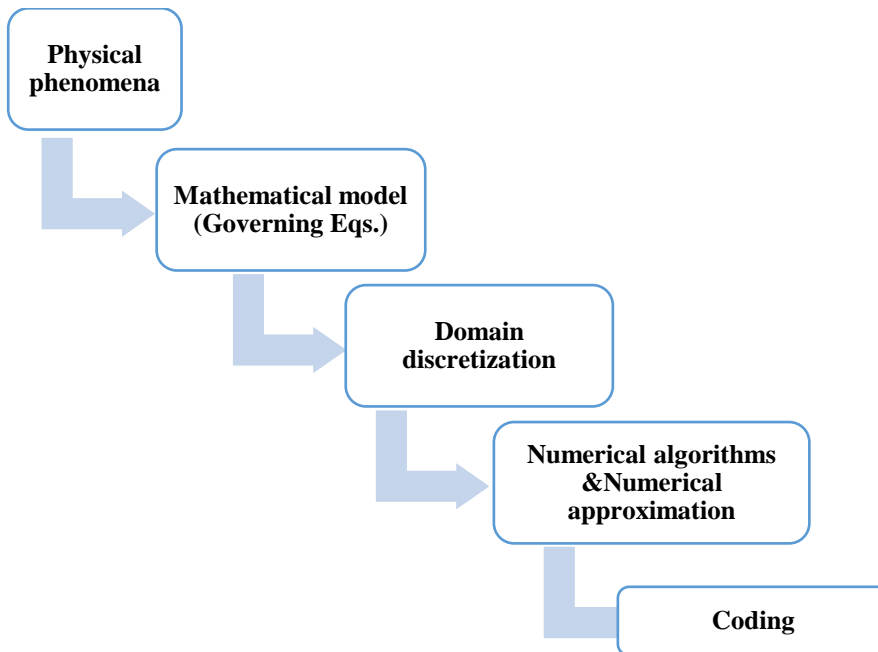 Physical
phenomena
Mathematical model
(Governing Eqs.)
Domain
discretization
Numerical algorithms
&Numerical
approximation
Coding